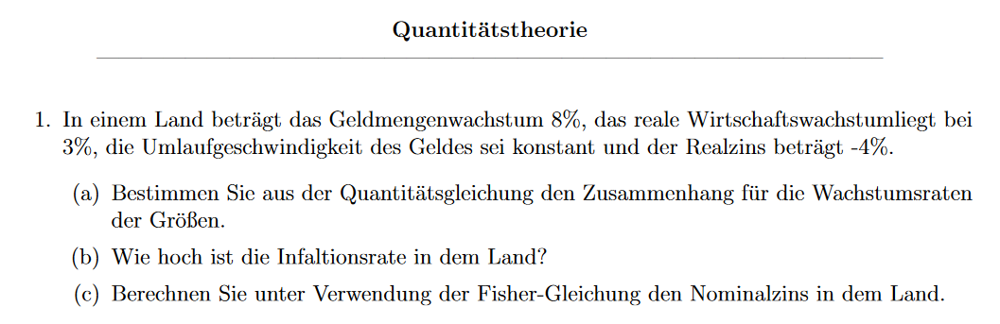 Quantitätstheorie
1. In einem Land beträgt das Geldmengenwachstum 8%, das reale Wirtschaftswachstumliegt bei
3%, die Umlaufgeschwindigkeit des Geldes sei konstant und der Realzins beträgt -4%.
(a) Bestimmen Sie aus der Quantitätsgleichung den Zusammenhang für die Wachstumsraten
der Größen.
(b) Wie hoch ist die Infaltionsrate in dem Land?
(c) Berechnen Sie unter Verwendung der Fisher-Gleichung den Nominalzins in dem Land.